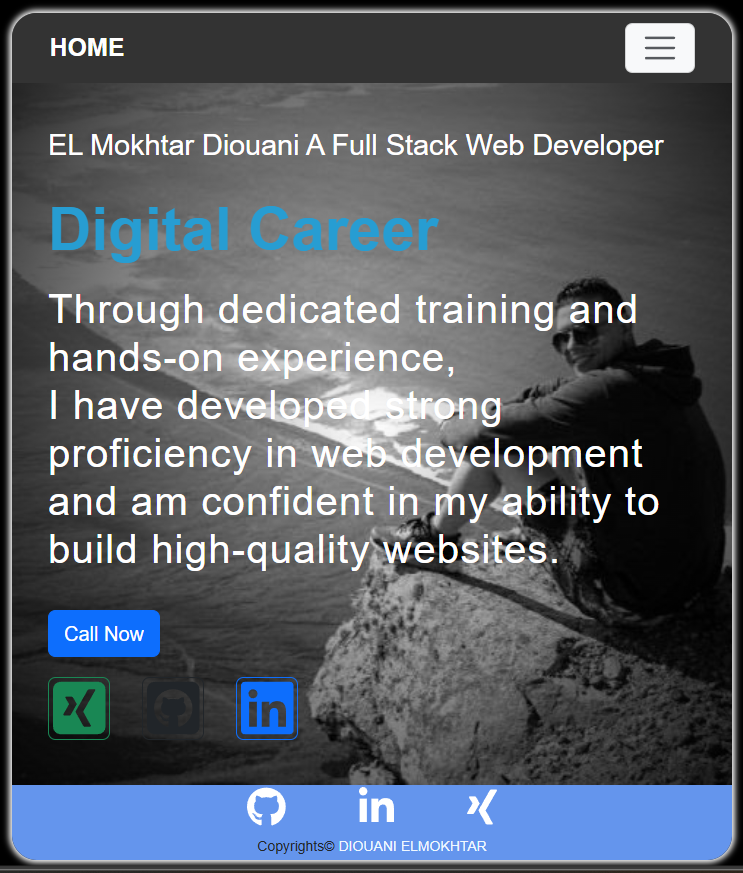 HOME
EL Mokhtar Diouani A Full Stack Web Developer
Digital Career
Through dedicated training and
hands-on experience,
I have developed strong
proficiency in web development
and am confident in my ability to
build high-quality websites.
Call Now
in
in
Copyrights© DIOUANI ELMOKHTAR